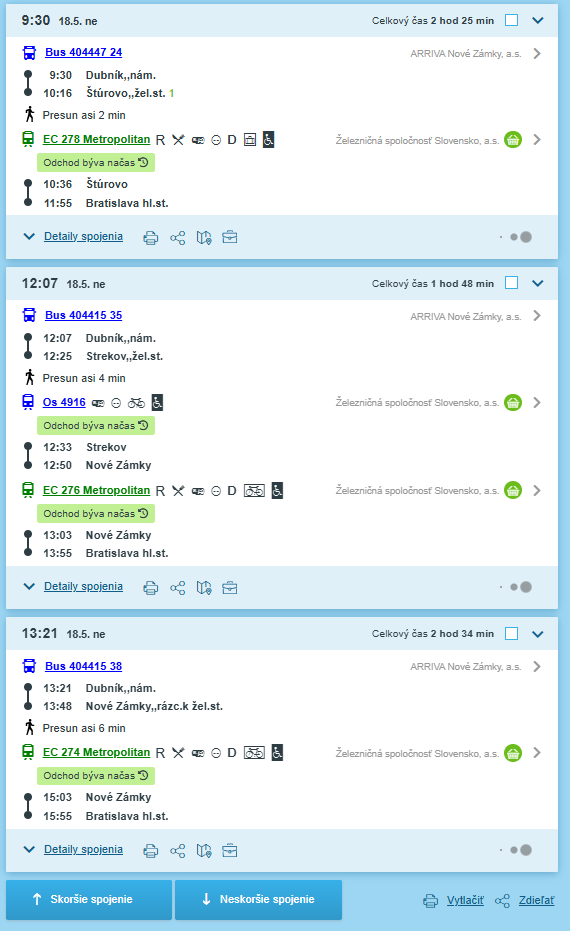 9:30 18.5. ne Celkový čas 2 hod 25 min
Bus 404447 24 ARRIVA Nové Zámky, a.s.
9:30 Dubník,,nám.
10:16 Štúrovo,,žel.st. 1
Presun asi 2 min
EC 278 Metropolitan R D Železničná spoločnosť Slovensko, a.s.
Odchod býva načas
10:36 Štúrovo
11:55 Bratislava hl.st.
Detaily spojenia
12:07 18.5. ne Celkový čas 1 hod 48 min
Bus 404415 35 ARRIVA Nové Zámky, a.s.
12:07 Dubník,,nám.
12:25 Strekov,,žel.st.
Presun asi 4 min
Os 4916 Železničná spoločnosť Slovensko, a.s.
Odchod býva načas
12:33 Strekov
12:50 Nové Zámky
EC 276 Metropolitan R D Železničná spoločnosť Slovensko, a.s.
Odchod býva načas
13:03 Nové Zámky
13:55 Bratislava hl.st.
Detaily spojenia
13:21 18.5. ne Celkový čas 2 hod 34 min
Bus 404415 38 ARRIVA Nové Zámky, a.s.
13:21 Dubník,,nám.
13:48 Nové Zámky,,rázc.k žel.st.
Presun asi 6 min
EC 274 Metropolitan R D Železničná spoločnosť Slovensko, a.s.
Odchod býva načas
15:03 Nové Zámky
15:55 Bratislava hl.st.
Detaily spojenia
Skoršie spojenie Neskoršie spojenie Vytlačiť Zdieľať